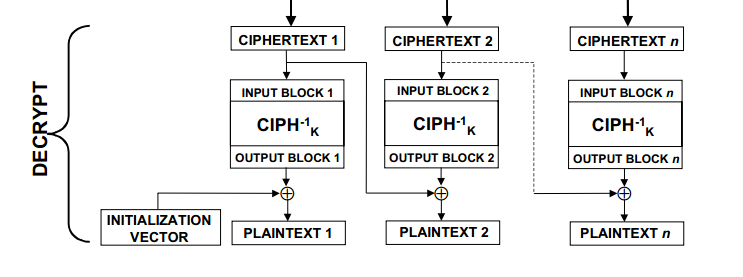 DECRYPT
CIPHERTEXT 1
CIPHERTEXT 2
CIPHERTEXT n
INPUT BLOCK 1
INPUT BLOCK 2
INPUT BLOCK n
CIPH-1K
CIPH-1K
CIPH-1K
OUTPUT BLOCK 1
OUTPUT BLOCK 2
OUTPUT BLOCK n
INITIALIZATION
VECTOR
PLAINTEXT 1
PLAINTEXT 2
PLAINTEXT n